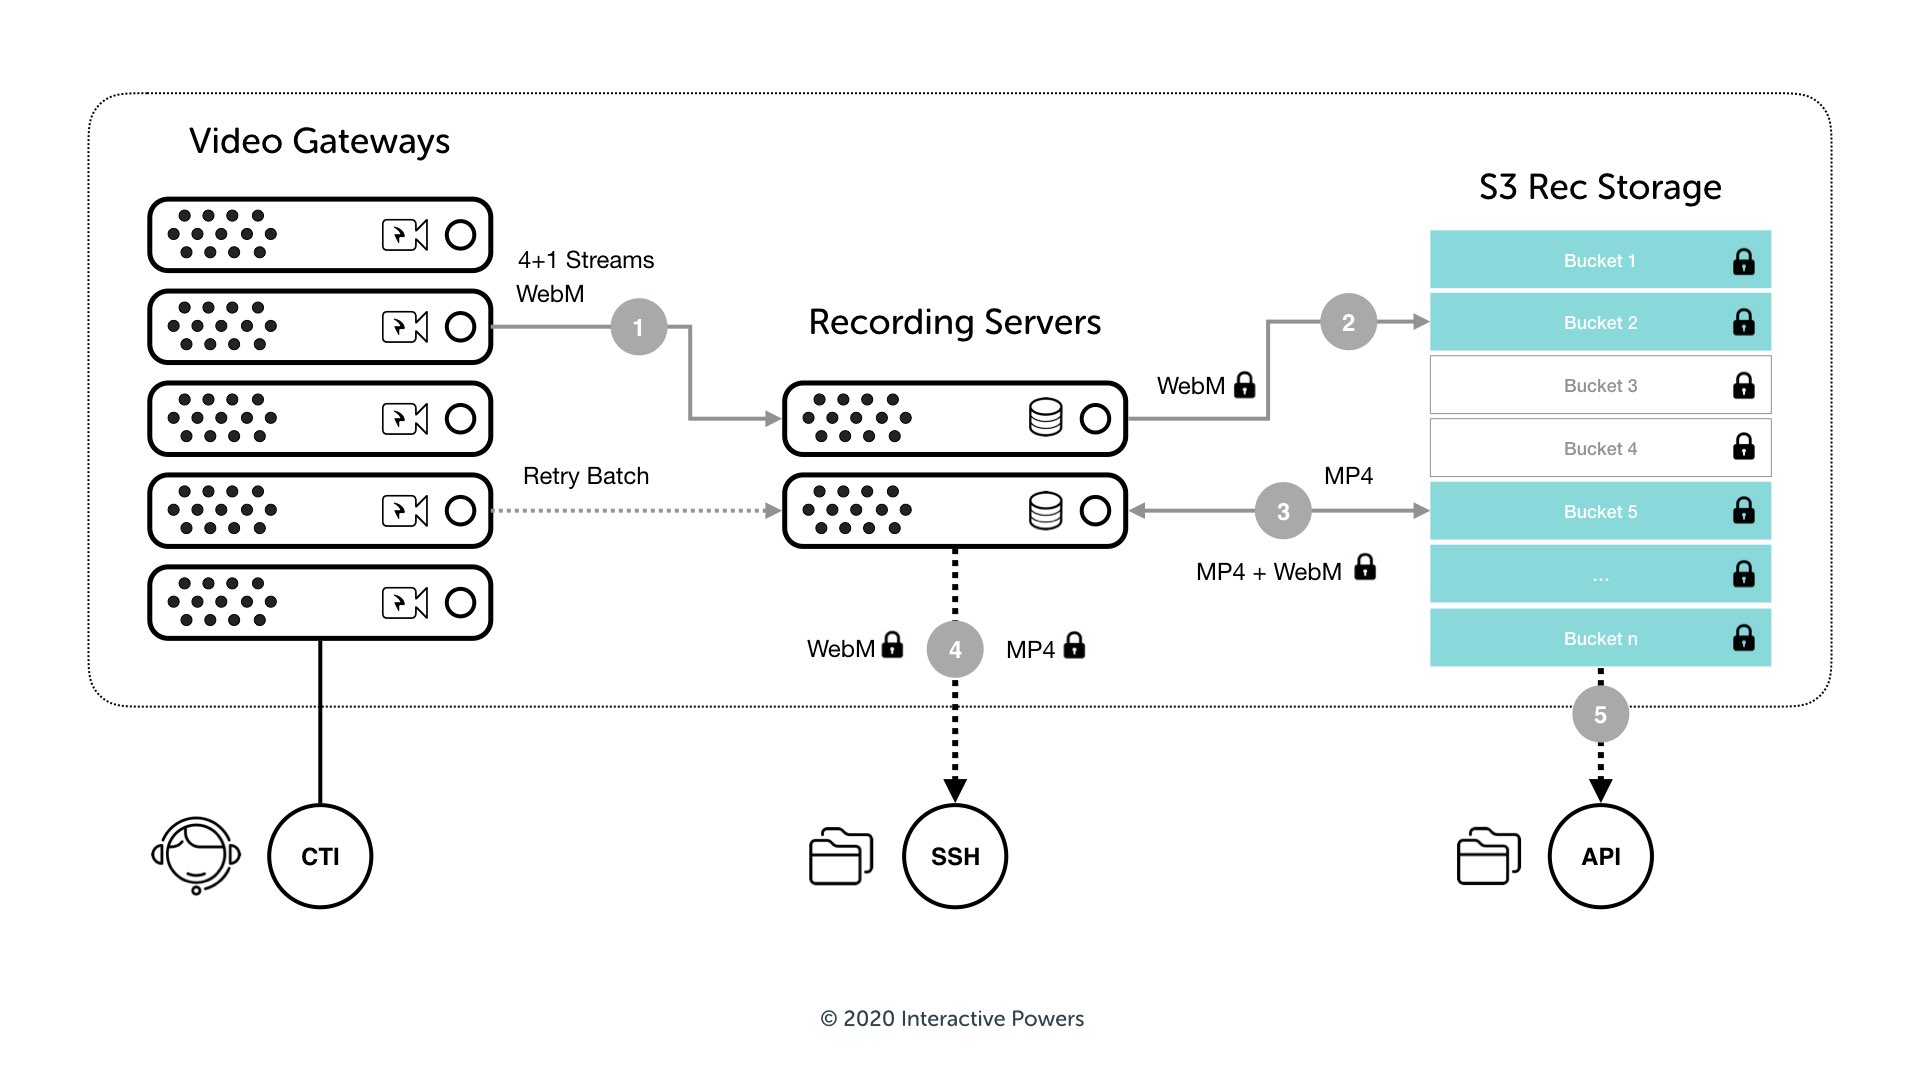 Video Gateways
4+1 Streams
WebM
1
Retry Batch
Recording Servers
WebM
2
MP4
3
MP4 + WebM
WebM
4
MP4
S3 Rec Storage
Bucket 1
Bucket 2
Bucket 3
Bucket 4
Bucket 5
...
Bucket n
5
CTI
SSH
API
© 2020 Interactive Powers